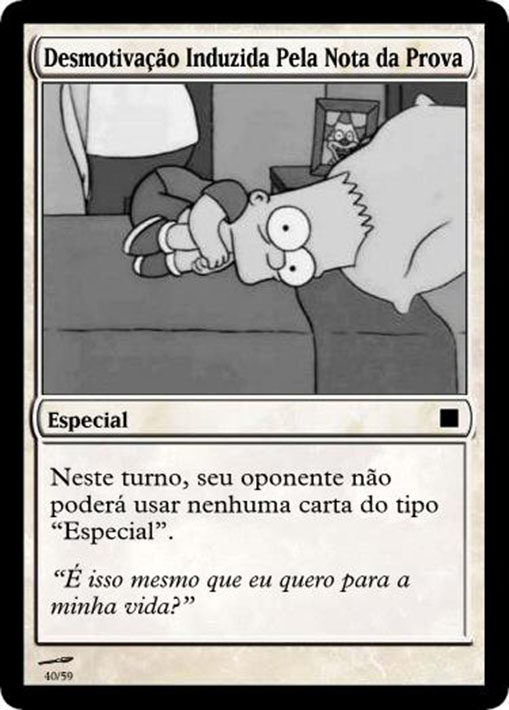 Desmotivação Induzida Pela Nota da Prova
Especial
Neste turno, seu oponente não
poderá usar nenhuma carta do tipo
“Especial”.
“É isso mesmo que eu quero para a
minha vida?”
40/59